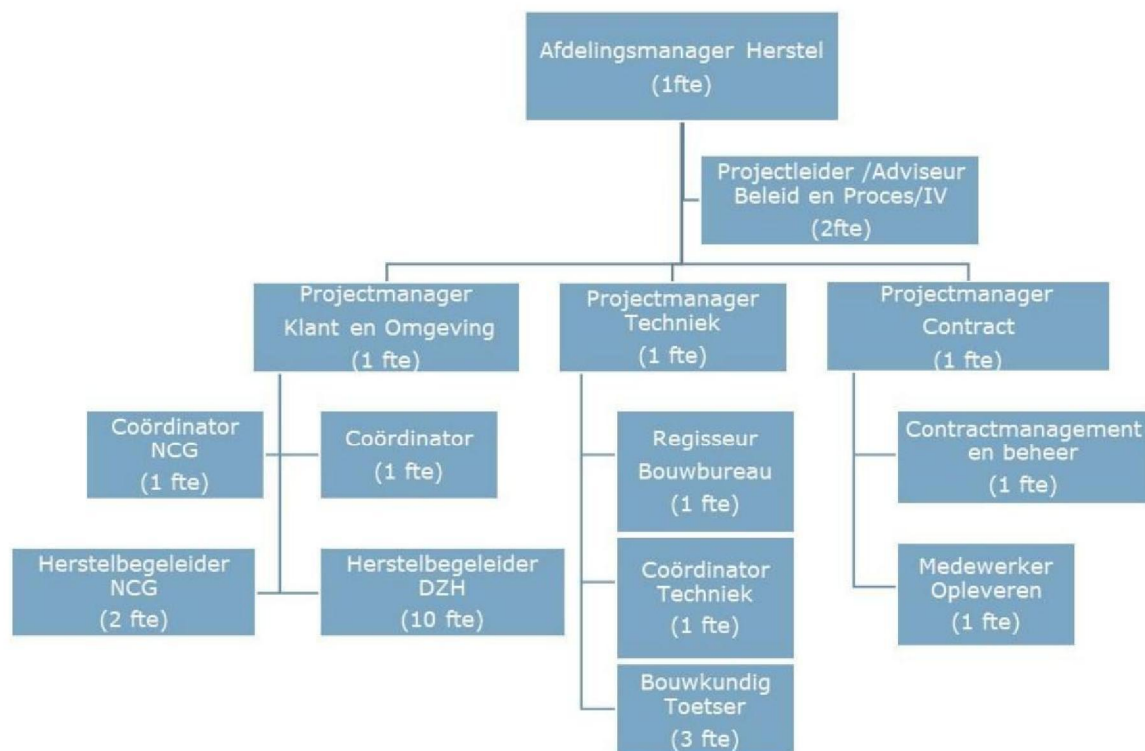 Afdelingsmanager Herstel
(1fte)
Projectleider /Adviseur
Beleid en Proces/IV
(2fte)
Projectmanager
Klant en Omgeving
(1 fte)
Projectmanager
Techniek
(1 fte)
Projectmanager
Contract
(1 fte)
Coördinator
NCG
(1 fte)
Coördinator
(1 fte)
Herstelbegeleider
NCG
(2 fte)
Herstelbegeleider
DZH
(10 fte)
Regisseur
Bouwbureau
(1 fte)
Coördinator
Techniek
(1 fte)
Bouwkundig
Toetser
(3 fte)
Contractmanagement
en beheer
(1 fte)
Medewerker
Opleveren
(1 fte)